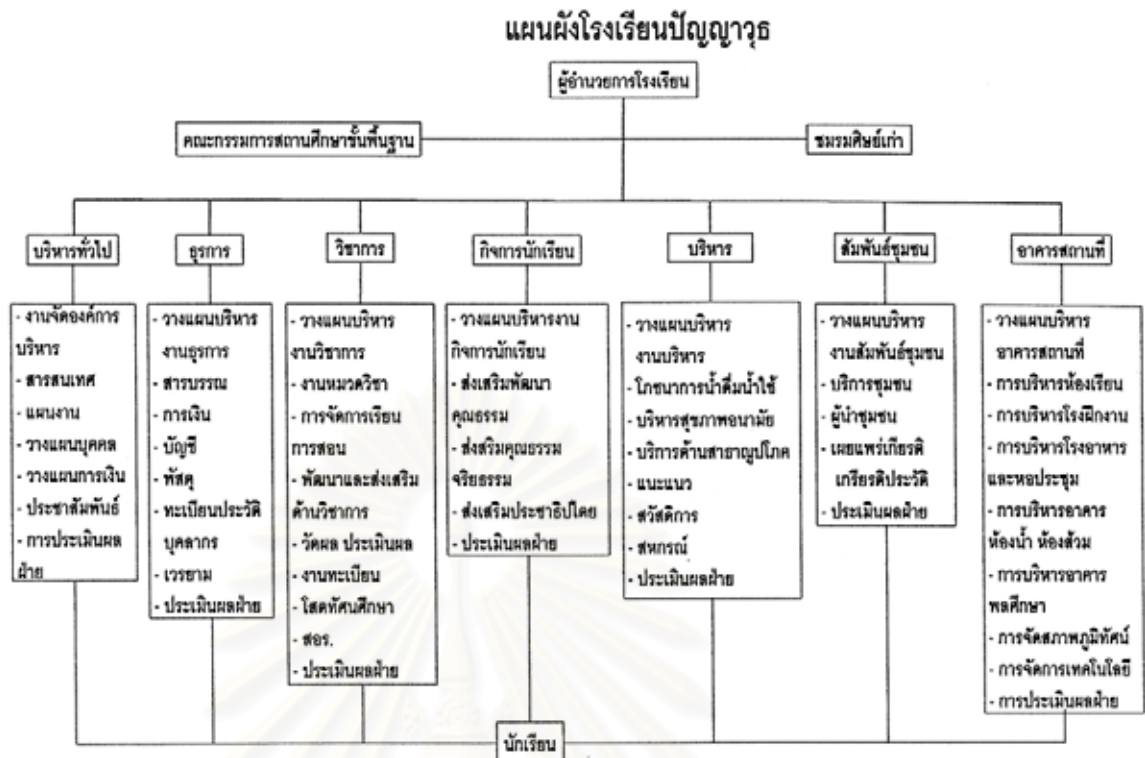 แผนผังโรงเรียนปัญญาวุธ
ผู้อำนวยการโรงเรียน
คณะกรรมการสถานศึกษาขั้นพื้นฐาน
ชมรมศิษย์เก่า
บริหารทั่วไป
ธุรการ
วิชาการ
กิจการนักเรียน
บริหาร
สัมพันธ์ชุมชน
อาคารสถานที่
- งานจัดองค์การ
บริหาร
- สารสนเทศ
- แผนงาน
- วางแผนบุคคล
- วางแผนการเงิน
- ประชาสัมพันธ์
- การประเมินผล
ฝ่าย
- วางแผนบริหาร
งานธุรการ
- สารบรรณ
- การเงิน
- บัญชี
- พัสดุ
- ทะเบียนประวัติ
บุคลากร
- เวรยาม
- ประเมินผลฝ่าย
- วางแผนบริหาร
งานวิชาการ
- งานหมวดวิชา
- การจัดการเรียน
การสอน
- พัฒนาและส่งเสริม
ด้านวิชาการ
- วัดผล ประเมินผล
- งานทะเบียน
- โสตทัศนศึกษา
- สอร.
- ประเมินผลฝ่าย
- วางแผนบริหารงาน
กิจการนักเรียน
- ส่งเสริมพัฒนา
คุณธรรม
- ส่งสริมคุณธรรม
จริยธรรม
- ส่งเสริมประชาธิปไตย
- ประเมินผลฝ่าย
- วางแผนบริหาร
งานบริหาร
- โภชนาการน้ำดื่มน้ำใช้
- บริหารสุขภาพอนามัย
- บริการด้านสาธาญูปโภค
- แนะแนว
- สวัสดิการ
- สหกรณ์
- ประเมินผลฝ่าย
- วางแผนบริหาร
งานสัมพันธ์ชุมชน
- บริการชุมชน
- ผู้นำชุมชน
- เผยแพร่เกียรติ
เกรียรติประวัติ
- ประเมินผลฝ่าย
- วางแผนบริหาร
อาคารสถานที่
- การบริหารห้องเรียน
- การบริหารโรงฝึกงาน
- การบริหารโรงอาหาร
และหอประชุม
- การบริหารอาคาร
ห้องน้ำ ห้องส้วม
- การบริหารอาคาร
พลศึกษา
- การจัดสภาพภูมิทัศน์
- การจัดการเทคโนโลยี
- การประเมินผลฝ่าย
นักเรียน